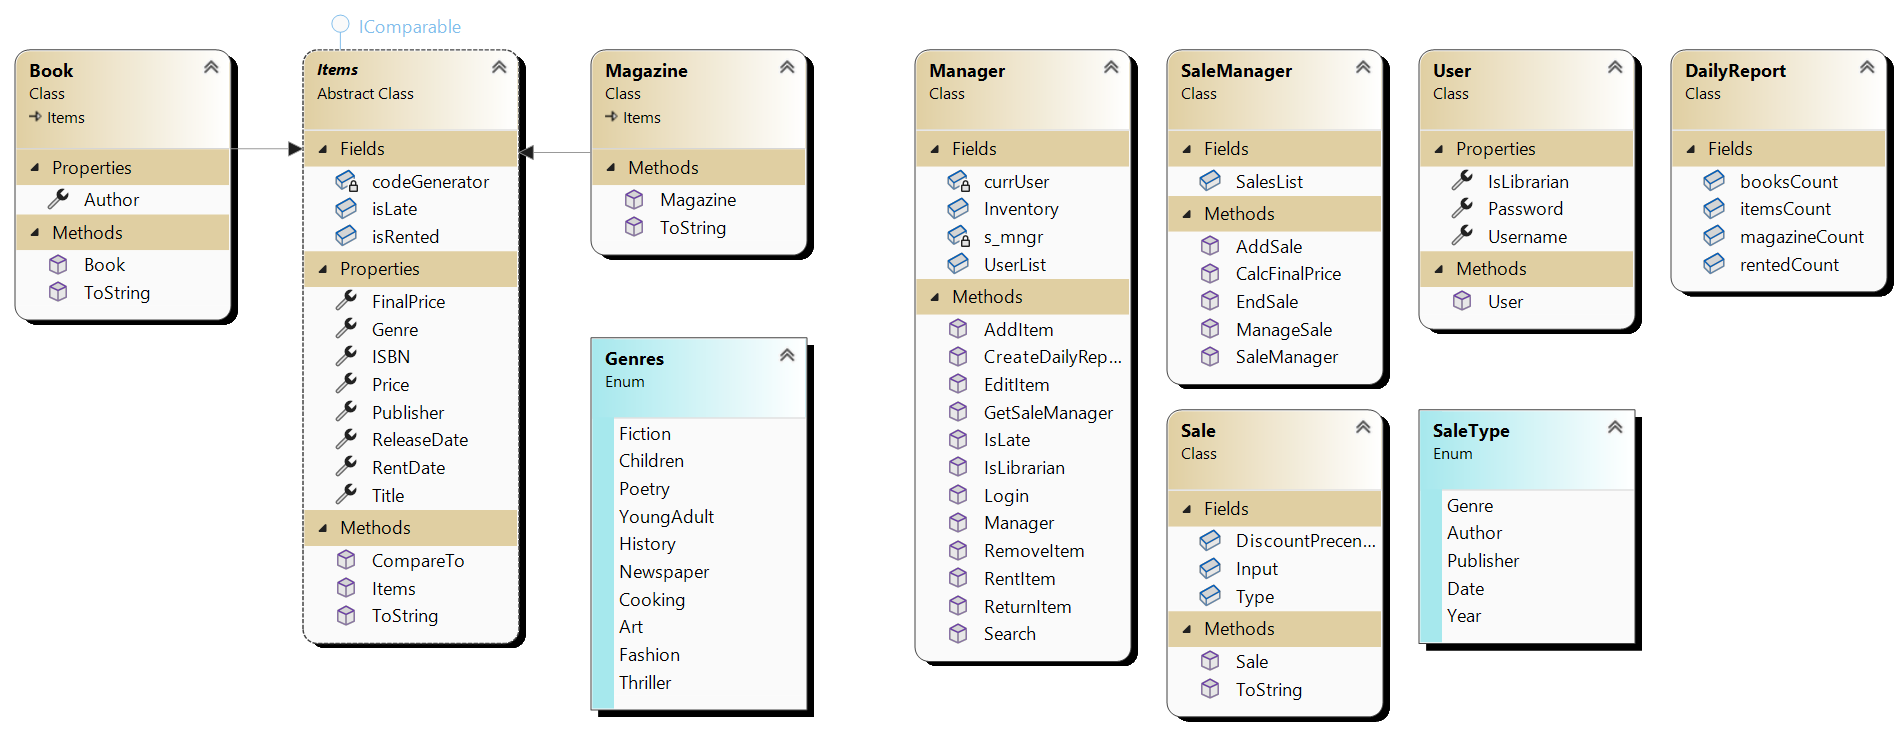 IComparable
Book
Class
Items
Properties
Author
Methods
Book
ToString
Items
Abstract Class
Fields
codeGenerator
isLate
isRented
Properties
FinalPrice
Genre
ISBN
Price
Publisher
ReleaseDate
RentDate
Title
Methods
CompareTo
Items
ToString
Magazine
Class
Items
Methods
Magazine
ToString
Genres
Enum
Fiction
Children
Poetry
YoungAdult
History
Newspaper
Cooking
Art
Fashion
Thriller
Manager
Class
Fields
currUser
Inventory
s_mngr
UserList
Methods
AddItem
CreateDailyRep...
EditItem
GetSaleManager
IsLate
IsLibrarian
Login
Manager
RemoveItem
RentItem
ReturnItem
Search
SaleManager
Class
Fields
SalesList
Methods
AddSale
CalcFinalPrice
EndSale
ManageSale
SaleManager
Sale
Class
Fields
DiscountPrecen...
Input
Type
Methods
Sale
ToString
User
Class
Properties
IsLibrarian
Password
Username
Methods
User
SaleType
Enum
Genre
Author
Publisher
Date
Year
DailyReport
Class
Fields
booksCount
itemsCount
magazineCount
rentedCount